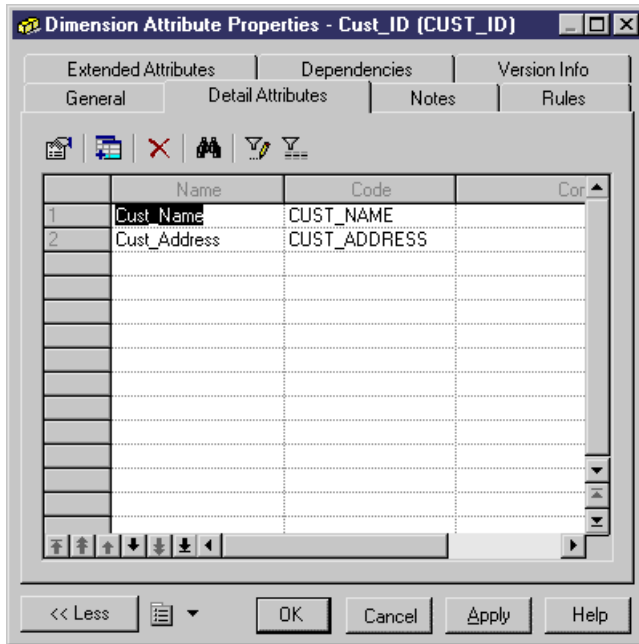 Dimension Attribute Properties - Cust_ID (CUST_ID)
Extended Attributes Dependencies Version Info
General Detail Attributes Notes Rules
Name Code Cor
1 Cust_Name CUST_NAME
2 Cust_Address CUST_ADDRESS
<< Less OK Cancel Apply Help